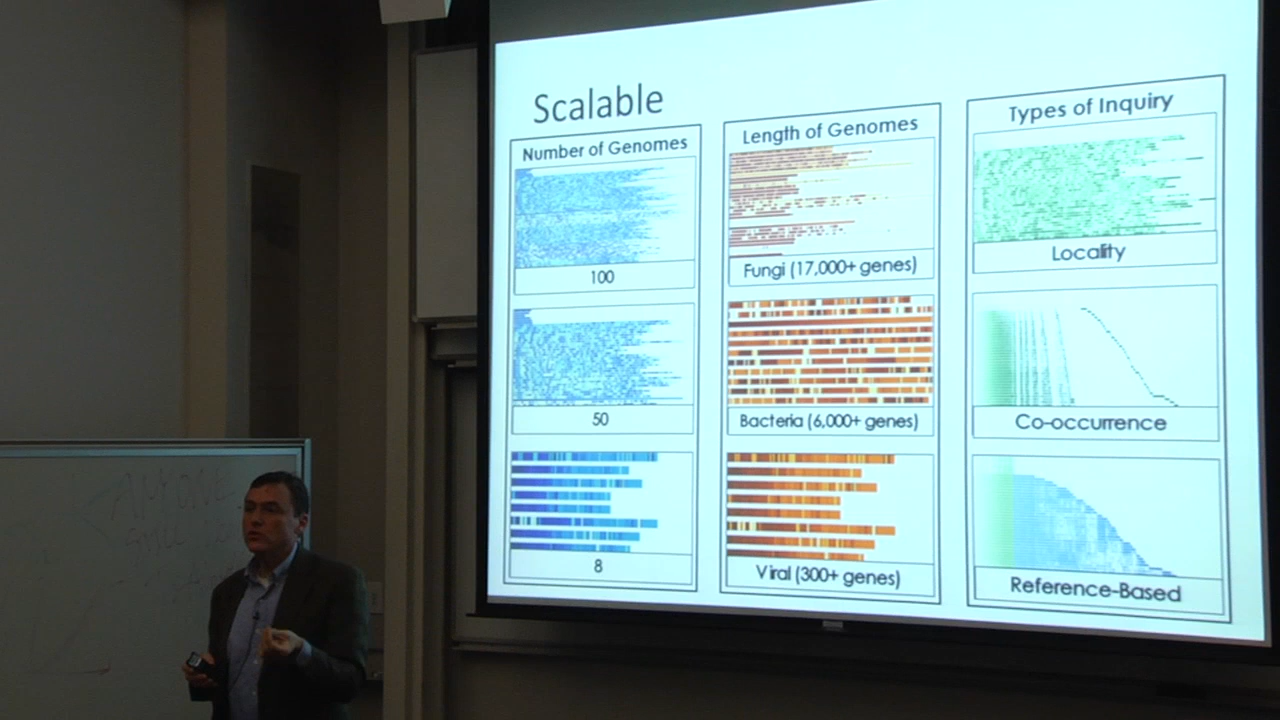 Scalable
Number of Genomes
100
50
8
Length of Genomes
Fungi (17,000+ genes)
Bacteria (6,000+ genes)
Viral (300+ genes)
Types of Inquiry
Locality
Co-occurrence
Reference-Based